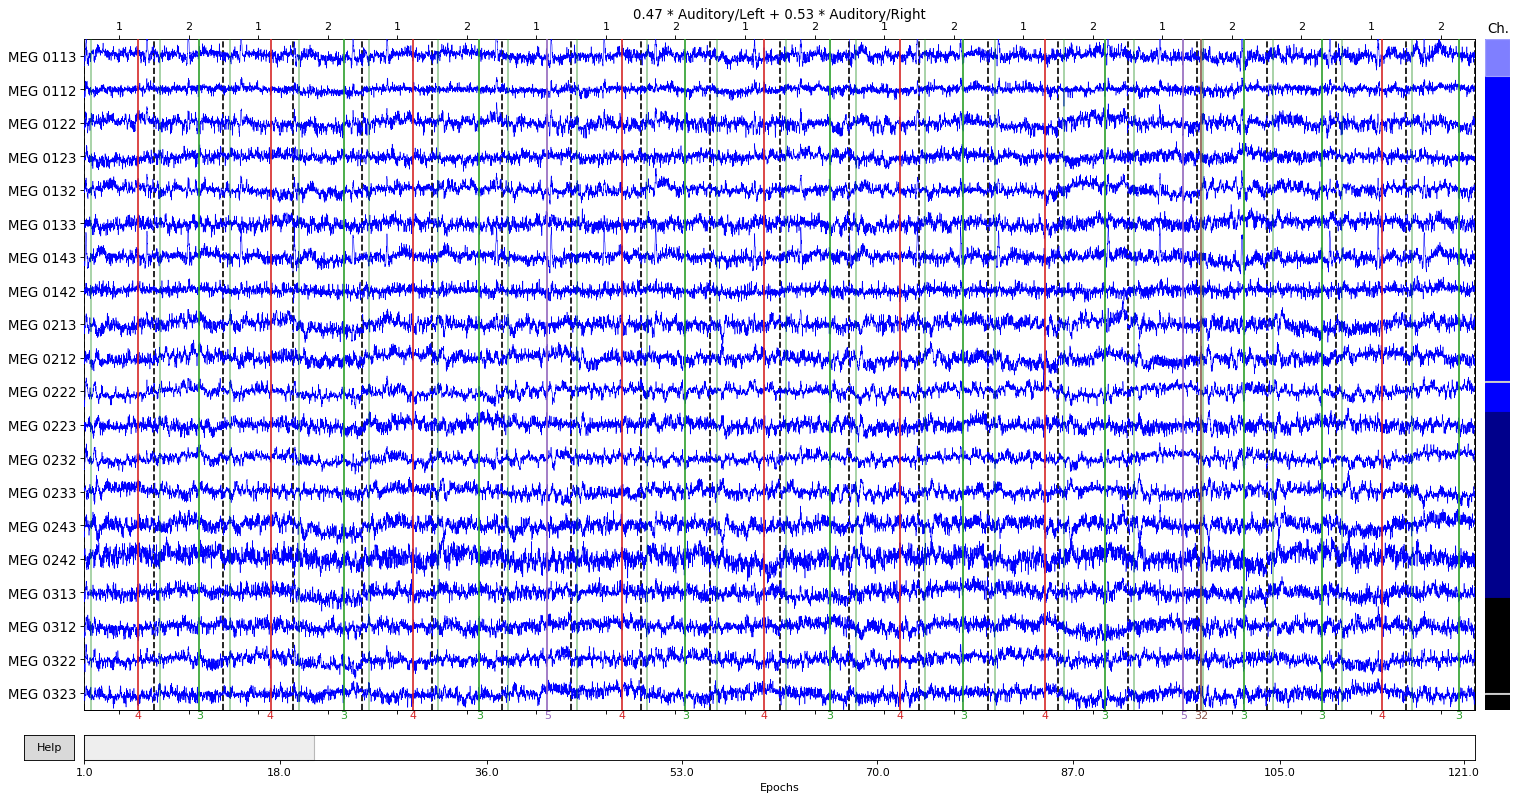 0.47 * Auditory/Left + 0.53 * Auditory/Right
1 2 1 2 1 2 1 1 2 1 2 1 2 1 2 1 2 2 1 2
Ch.
MEG 0113
MEG 0112
MEG 0122
MEG 0123
MEG 0132
MEG 0133
MEG 0143
MEG 0142
MEG 0213
MEG 0212
MEG 0222
MEG 0223
MEG 0232
MEG 0233
MEG 0243
MEG 0242
MEG 0313
MEG 0312
MEG 0322
MEG 0323
4 3 4 3 4 3 5 4 3 4 3 4 3 4 3 5 32 3 3 4 3
Help
1.0 18.0 36.0 53.0 70.0 87.0 105.0 121.0
Epochs